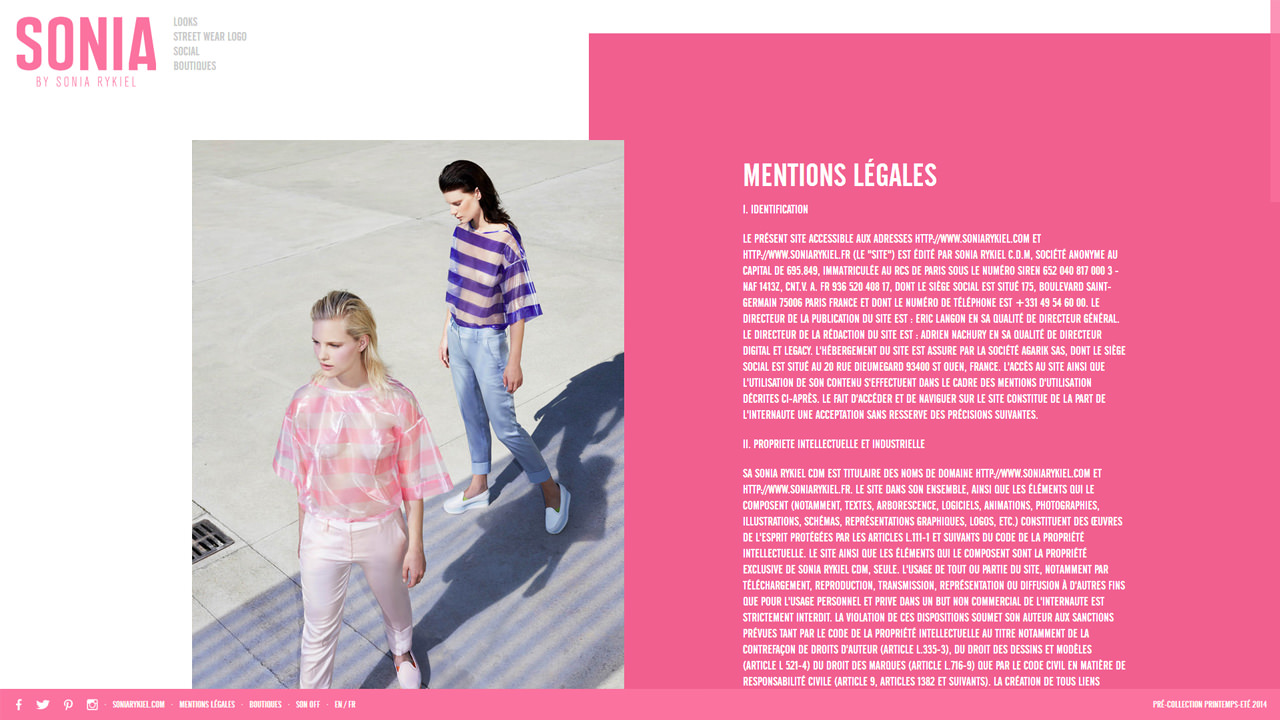 SONIA
BY SONIA RYKIEL
LOOKS
STREET WEAR LOGO
SOCIAL
BOUTIQUES
MENTIONS LÉGALES
I. IDENTIFICATION
LE PRÉSENT SITE ACCESSIBLE AUX ADRESSES HTTP://WWW.SONIARYKIEL.COM ET
HTTP://WWW.SONIARYKIEL.FR (LE "SITE") EST ÉDITÉ PAR SONIA RYKIEL C.D.M, SOCIÉTÉ ANONYME AU
CAPITAL DE 695.849, IMMATRICULÉE AU RCS DE PARIS SOUS LE NUMÉRO SIREN 652 040 817 000 3 -
NAF 1413Z, CNT.V. A. FR 936 520 408 17, DONT LE SIÈGE SOCIAL EST SITUÉ 175, BOULEVARD SAINT-
GERMAIN 75006 PARIS FRANCE ET DONT LE NUMÉRO DE TÉLÉPHONE EST +331 49 54 60 00. LE
DIRECTEUR DE LA PUBLICATION DU SITE EST : ERIC LANGON EN SA QUALITÉ DE DIRECTEUR GÉNÉRAL.
LE DIRECTEUR DE LA RÉDACTION DU SITE EST : ADRIEN NACHURY EN SA QUALITÉ DE DIRECTEUR
DIGITAL ET LEGACY. L'HÉBERGEMENT DU SITE EST ASSURE PAR LA SOCIÉTÉ AGARIK SAS, DONT LE SIÈGE
SOCIAL EST SITUÉ AU 20 RUE DIEUMEGARD 93400 ST OUEN, FRANCE. L'ACCÈS AU SITE AINSI QUE
L'UTILISATION DE SON CONTENU S'EFFECTUENT DANS LE CADRE DES MENTIONS D'UTILISATION
DÉCRITES CI-APRÈS. LE FAIT D'ACCÉDER ET DE NAVIGUER SUR LE SITE CONSTITUE DE LA PART DE
L'INTERNAUTE UNE ACCEPTATION SANS RESSERVE DES PRÉCISIONS SUIVANTES.
II. PROPRIETE INTELLECTUELLE ET INDUSTRIELLE
SA SONIA RYKIEL CDM EST TITULAIRE DES NOMS DE DOMAINE HTTP://WWW.SONIARYKIEL.COM ET
HTTP://WWW.SONIARYKIEL.FR. LE SITE DANS SON ENSEMBLE, AINSI QUE LES ÉLÉMENTS QUI LE
COMPOSENT (NOTAMMENT, TEXTES, ARBORESCENCE, LOGICIELS, ANIMATIONS, PHOTOGRAPHIES,
ILLUSTRATIONS, SCHÉMAS, REPRÉSENTATIONS GRAPHIQUES, LOGOS, ETC.) CONSTITUENT DES ŒUVRES
DE L'ESPRIT PROTÉGÉES PAR LES ARTICLES L.111-1 ET SUIVANTS DU CODE DE LA PROPRIÉTÉ
INTELLECTUELLE. LE SITE AINSI QUE LES ÉLÉMENTS QUI LE COMPOSENT SONT LA PROPRIÉTÉ
EXCLUSIVE DE SONIA RYKIEL CDM, SEULE. L'USAGE DE TOUT OU PARTIE DU SITE, NOTAMMENT PAR
TÉLÉCHARGEMENT, REPRODUCTION, TRANSMISSION, REPRÉSENTATION OU DIFFUSION À D'AUTRES FINS
QUE POUR L'USAGE PERSONNEL ET PRIVE DANS UN BUT NON COMMERCIAL DE L'INTERNAUTE EST
STRICTEMENT INTERDIT. LA VIOLATION DE CES DISPOSITIONS SOUMET SON AUTEUR AUX SANCTIONS
PRÉVUES TANT PAR LE CODE DE LA PROPRIÉTÉ INTELLECTUELLE AU TITRE NOTAMMENT DE LA
CONTREFAÇON DE DROITS D'AUTEUR (ARTICLE L.335-3), DU DROIT DES DESSINS ET MODÈLES
(ARTICLE L 521-4) DU DROIT DES MARQUES (ARTICLE L.716-9) QUE PAR LE CODE CIVIL EN MATIÈRE DE
RESPONSABILITÉ CIVILE (ARTICLE 9, ARTICLES 1382 ET SUIVANTS). LA CRÉATION DE TOUS LIENS
· SONIARYKIEL.COM · MENTIONS LÉGALES · BOUTIQUES · SON OFF · EN / FR
PRÉ-COLLECTION PRINTEMPS-ETÉ 2014